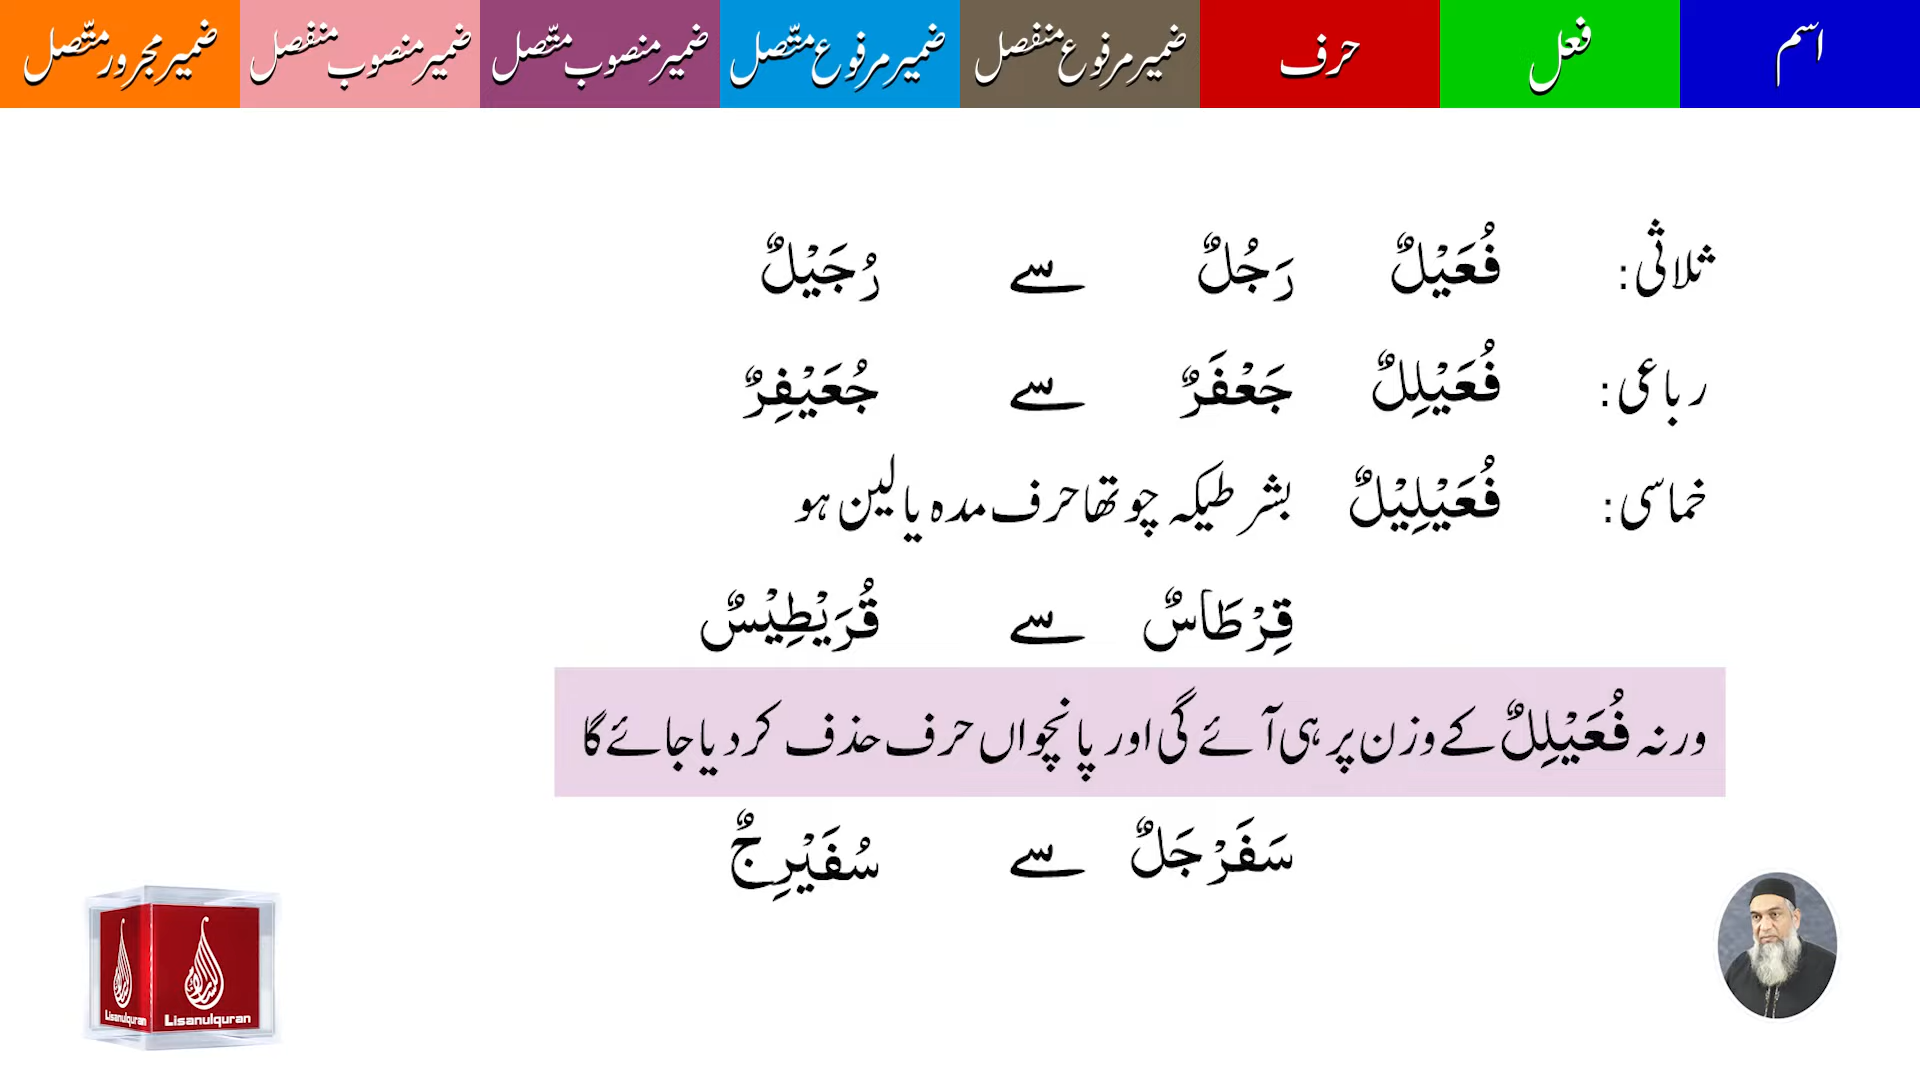 اسم فعل حرف ضمیر مرفوع منفصل ضمیر مرفوع متّصل ضمیر منصوب متّصل ضمیر منصوب منفصل ضمیر مجرور متّصل
ثلاثی: فُعَيْلٌ رَجُلٌ سے رُجَيْلٌ
رباعی: فُعَيْلِلٌ جَعْفَرٌ سے جُعَيْفِرٌ
خماسی: فُعَيْلِيْلٌ بشرطیکہ چوتھا حرف مدہ یا لین ہو
قِرْطَاسٌ سے قُرَيْطِيْسٌ
ورنہ فُعَيْلِلٌ کے وزن پر ہی آئے گی اور پانچواں حرف حذف کر دیا جائے گا
سَفَرْجَلٌ سے سُفَيْرِجٌ
Lisanulquran Lisanulquran